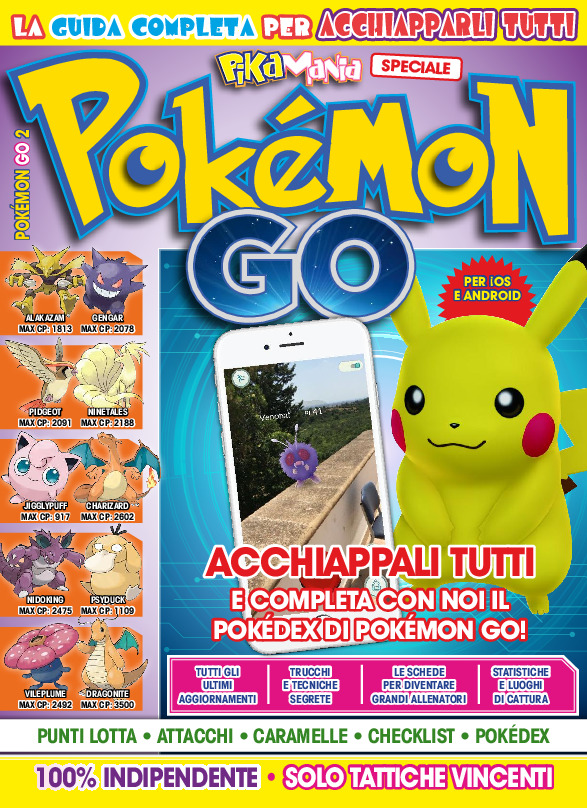 LA GUIDA COMPLETA PER ACCHIAPPARLI TUTTI
PiKaMania SPECIALE
POKÉMON
GO
POKÉMON GO 2
PER iOS
E ANDROID
ALAKAZAM
MAX CP: 1813
GENGAR
MAX CP: 2078
PIDGEOT
MAX CP: 2091
NINETALES
MAX CP: 2188
JIGGLYPUFF
MAX CP: 917
CHARIZARD
MAX CP: 2602
NIDOKING
MAX CP: 2475
PSYDUCK
MAX CP: 1109
VILEPLUME
MAX CP: 2492
DRAGONITE
MAX CP: 3500
Venonat PL41
ACCHIAPPALI TUTTI
E COMPLETA CON NOI IL
POKÉDEX DI POKÉMON GO!
TUTTI GLI
ULTIMI
AGGIORNAMENTI
TRUCCHI
E TECNICHE
SEGRETE
LE SCHEDE
PER DIVENTARE
GRANDI ALLENATORI
STATISTICHE
E LUOGHI
DI CATTURA
PUNTI LOTTA • ATTACCHI • CARAMELLE • CHECKLIST • POKÉDEX
100% INDIPENDENTE • SOLO TATTICHE VINCENTI